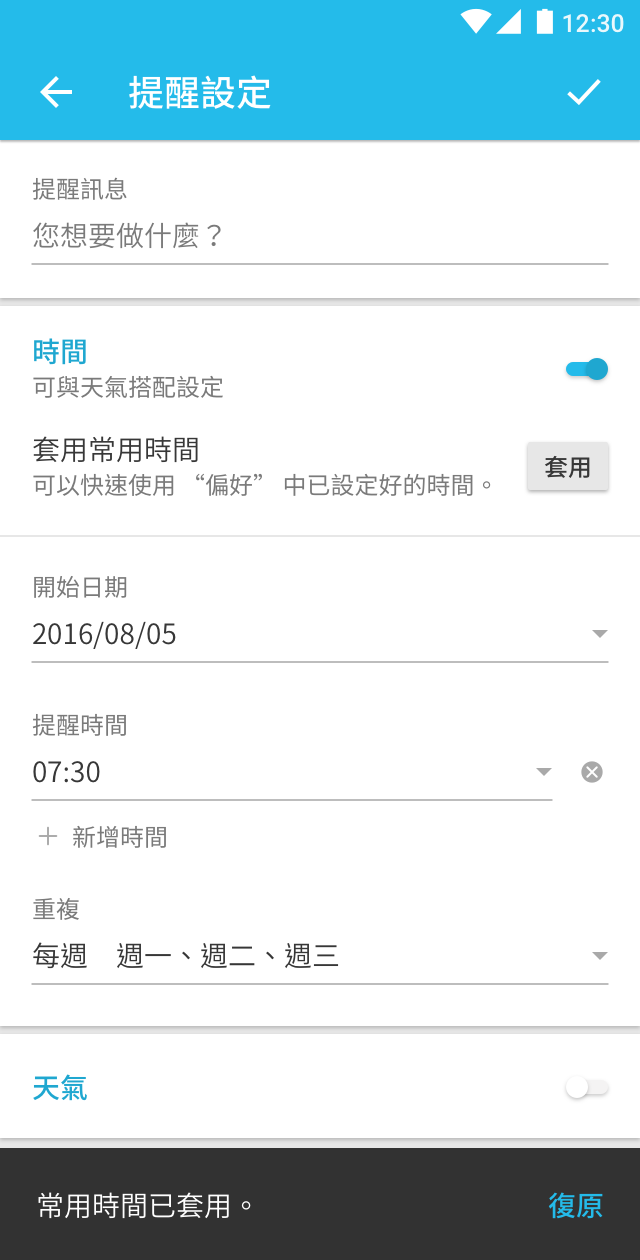 12:30
提醒設定
提醒訊息
您想要做什麼？
時間
可與天氣搭配設定
套用常用時間
可以快速使用 “偏好” 中已設定好的時間。
套用
開始日期
2016/08/05
提醒時間
07:30
新增時間
重複
每週　週一、週二、週三
天氣
常用時間已套用。
復原